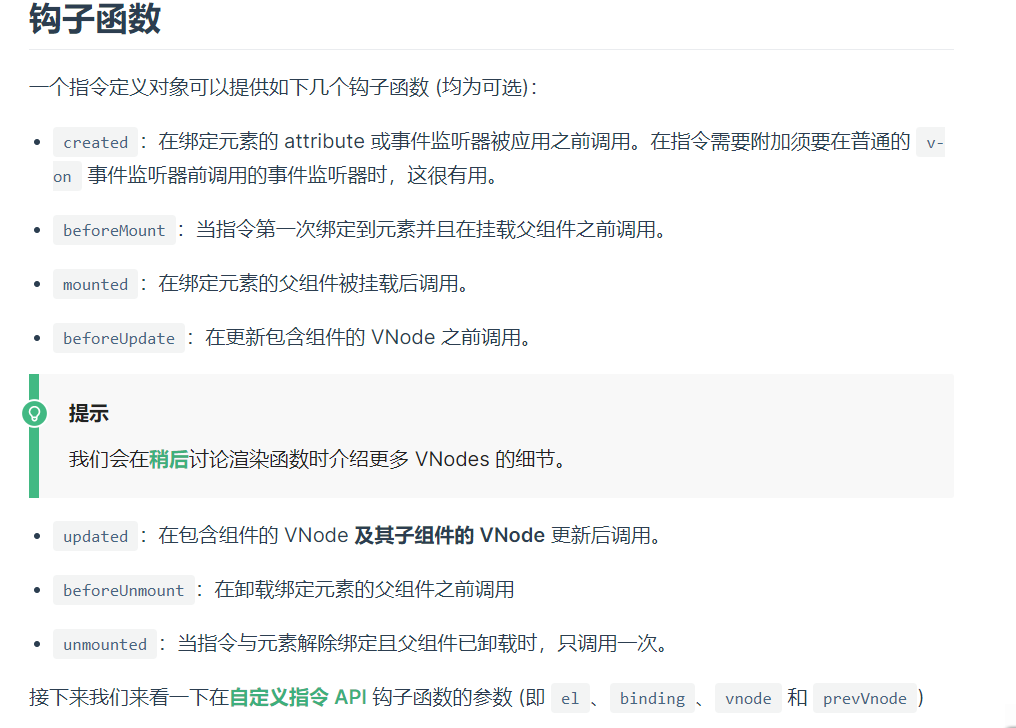 钩子函数
一个指令定义对象可以提供如下几个钩子函数 (均为可选)：
• created：在绑定元素的 attribute 或事件监听器被应用之前调用。在指令需要附加须要在普通的 v-
on 事件监听器前调用的事件监听器时，这很有用。
• beforeMount：当指令第一次绑定到元素并且在挂载父组件之前调用。
• mounted：在绑定元素的父组件被挂载后调用。
• beforeUpdate：在更新包含组件的 VNode 之前调用。
提示
我们会在稍后讨论渲染函数时介绍更多 VNodes 的细节。
• updated：在包含组件的 VNode 及其子组件的 VNode 更新后调用。
• beforeUnmount：在卸载绑定元素的父组件之前调用
• unmounted：当指令与元素解除绑定且父组件已卸载时，只调用一次。
接下来我们来看一下在自定义指令 API 钩子函数的参数 (即 el、binding、vnode 和 prevVnode)